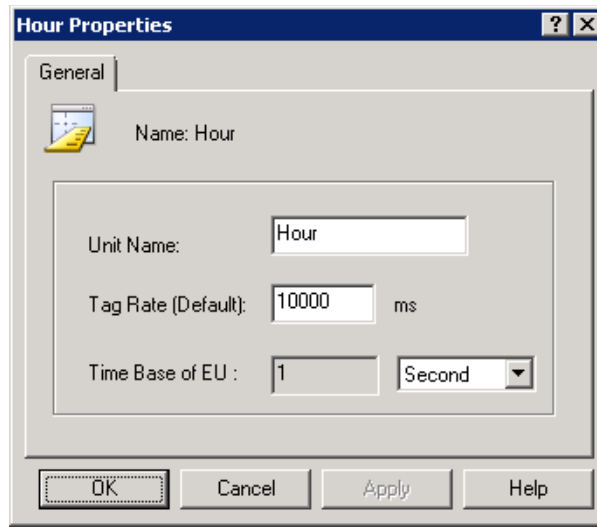 Hour Properties
General
Name: Hour
Unit Name: Hour
Tag Rate (Default): 10000 ms
Time Base of EU : 1 Second
OK Cancel Apply Help